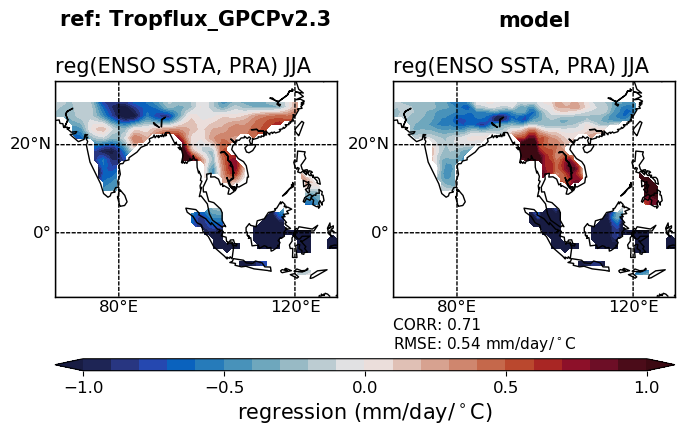 ref: Tropflux_GPCPv2.3
model
reg(ENSO SSTA, PRA) JJA
reg(ENSO SSTA, PRA) JJA
20°N
0°
20°N
0°
80°E
120°E
80°E
120°E
CORR: 0.71
RMSE: 0.54 mm/day/°C
−1.0
−0.5
0.0
0.5
1.0
regression (mm/day/°C)